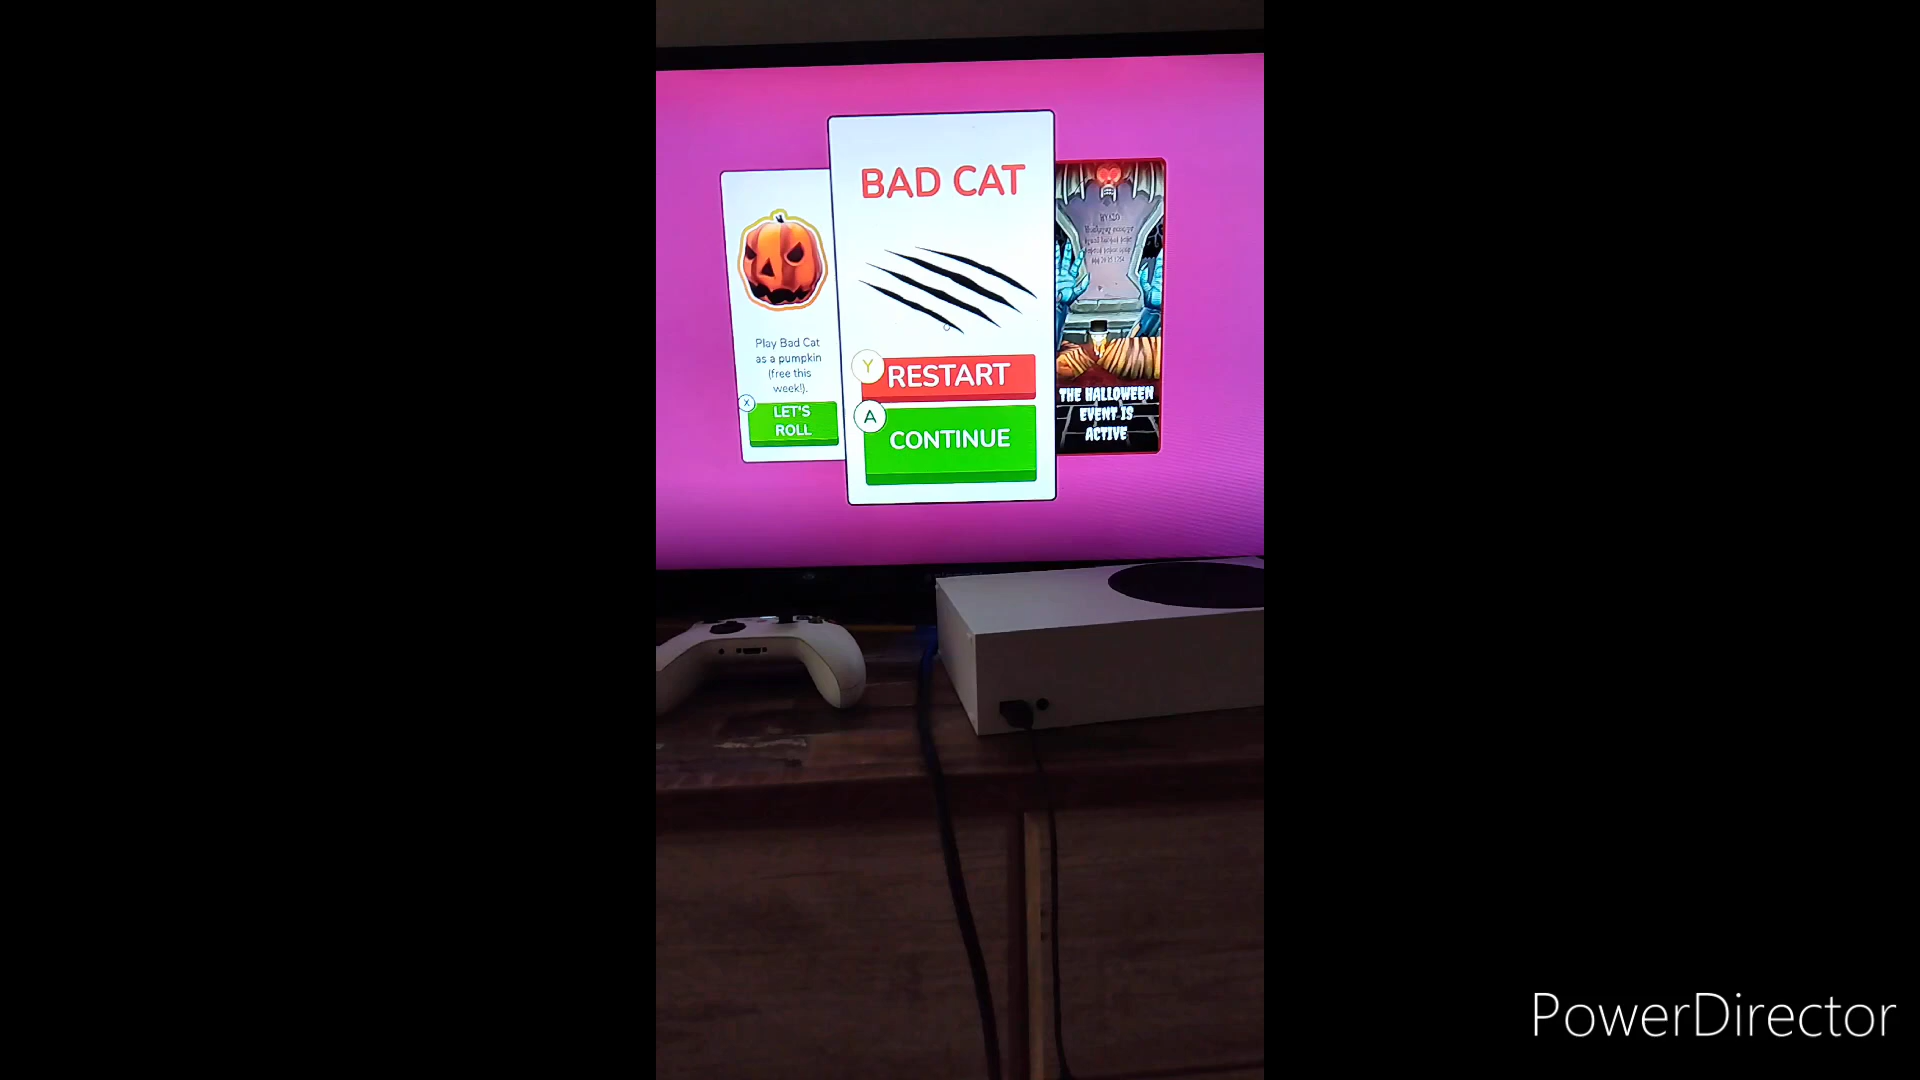 BAD CAT
Y
RESTART
A
CONTINUE
Play Bad Cat
as a pumpkin
(free this
week!).
X
LET'S
ROLL
THE HALLOWEEN
EVENT IS
ACTIVE
PowerDirector